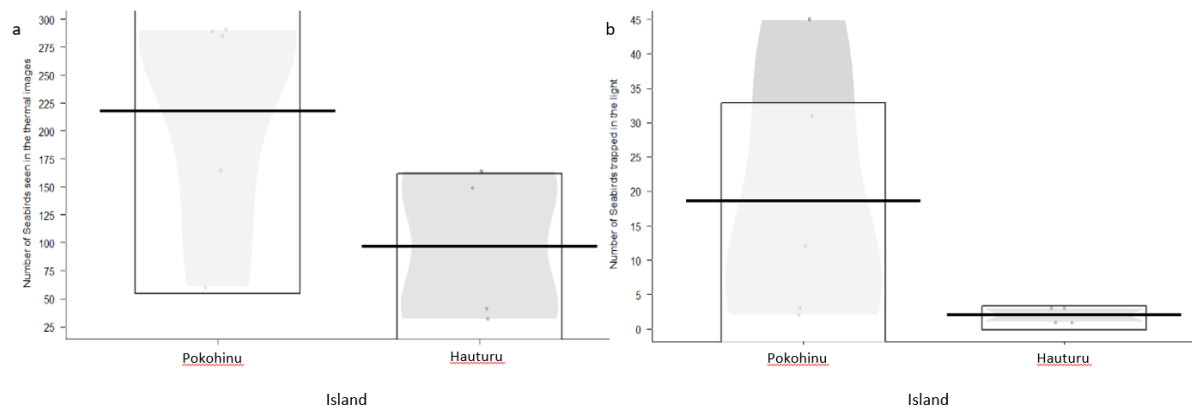 a
Number of Seabirds seen in the thermal images
300
275
250
225
200
175
150
125
100
75
50
25
Pokohinu
Hauturu
Island
b
Number of Seabirds trapped in the light
45
40
35
30
25
20
15
10
5
0
Pokohinu
Hauturu
Island